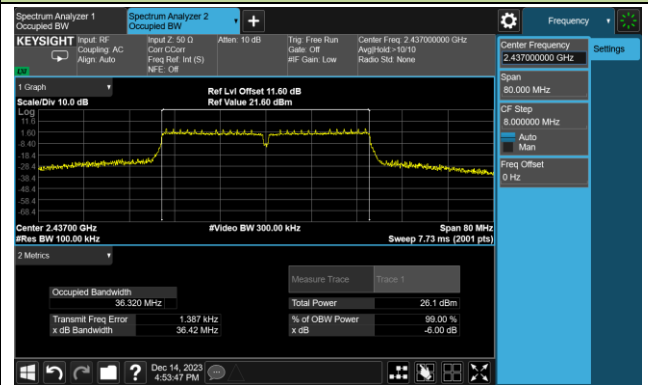 Spectrum Analyzer 1
Occupied BW
Spectrum Analyzer 2
Occupied BW
Frequency
KEYSIGHT
Input: RF
Coupling: AC
Align: Auto
Input Z: 50 Ω
Corr CCorr
Freq Ref: Int (S)
NFE: Off
Atten: 10 dB
Trig: Free Run
Gate: Off
#IF Gain: Low
Center Freq: 2.437000000 GHz
Avg|Hold:>10/10
Radio Std: None
Center Frequency
2.437000000 GHz
Settings
Span
80.000 MHz
CF Step
8.000000 MHz
Auto
Man
Freq Offset
0 Hz
1 Graph
Scale/Div 10.0 dB
Ref Lvl Offset 11.60 dB
Ref Value 21.60 dBm
Log
11.6
1.60
-8.40
-18.4
-28.4
-38.4
-48.4
-58.4
-68.4
Center 2.43700 GHz
#Video BW 300.00 kHz
Span 80 MHz
#Res BW 100.00 kHz
Sweep 7.73 ms (2001 pts)
2 Metrics
Measure Trace
Trace 1
Occupied Bandwidth
36.320 MHz
Total Power
26.1 dBm
Transmit Freq Error
1.387 kHz
% of OBW Power
99.00 %
x dB Bandwidth
36.42 MHz
x dB
-6.00 dB
?
Dec 14, 2023
4:53:47 PM